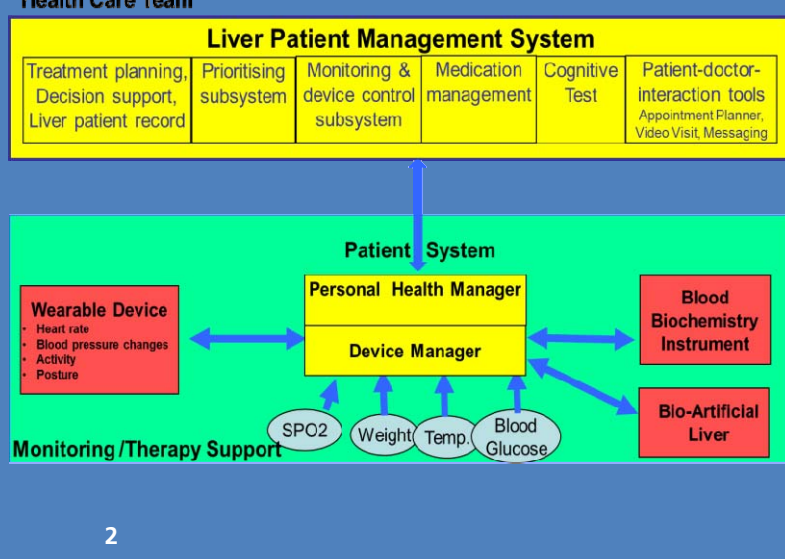 Health Care Team
Liver Patient Management System
Treatment planning,
Decision support,
Liver patient record
Prioritising
subsystem
Monitoring &
device control
subsystem
Medication
management
Cognitive
Test
Patient-doctor-
interaction tools
Appointment Planner,
Video Visit, Messaging
Patient System
Personal Health Manager
Device Manager
Wearable Device
• Heart rate
• Blood pressure changes
• Activity
• Posture
Blood
Biochemistry
Instrument
Bio-Artificial
Liver
SPO2
Weight
Temp.
Blood
Glucose
Monitoring /Therapy Support
2